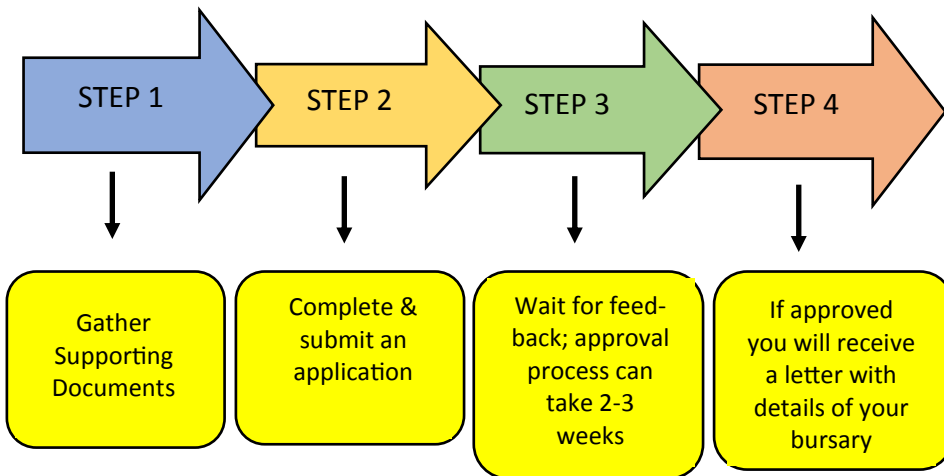 STEP 1
STEP 2
STEP 3
STEP 4
Gather
Supporting
Documents
Complete &
submit an
application
Wait for feed-
back; approval
process can
take 2-3
weeks
If approved
you will receive
a letter with
details of your
bursary